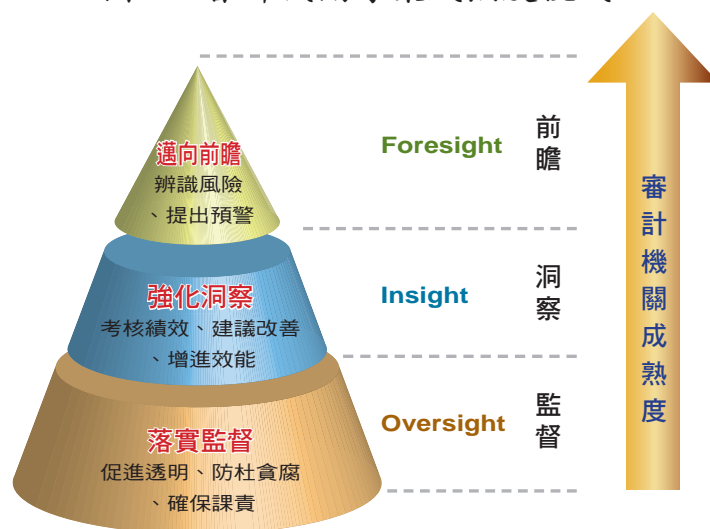 邁向前瞻
辨識風險
、提出預警
Foresight
前瞻
強化洞察
考核績效、建議改善
、增進效能
Insight
洞察
落實監督
促進透明、防杜貪腐
、確保課責
Oversight
監督
審計機關成熟度